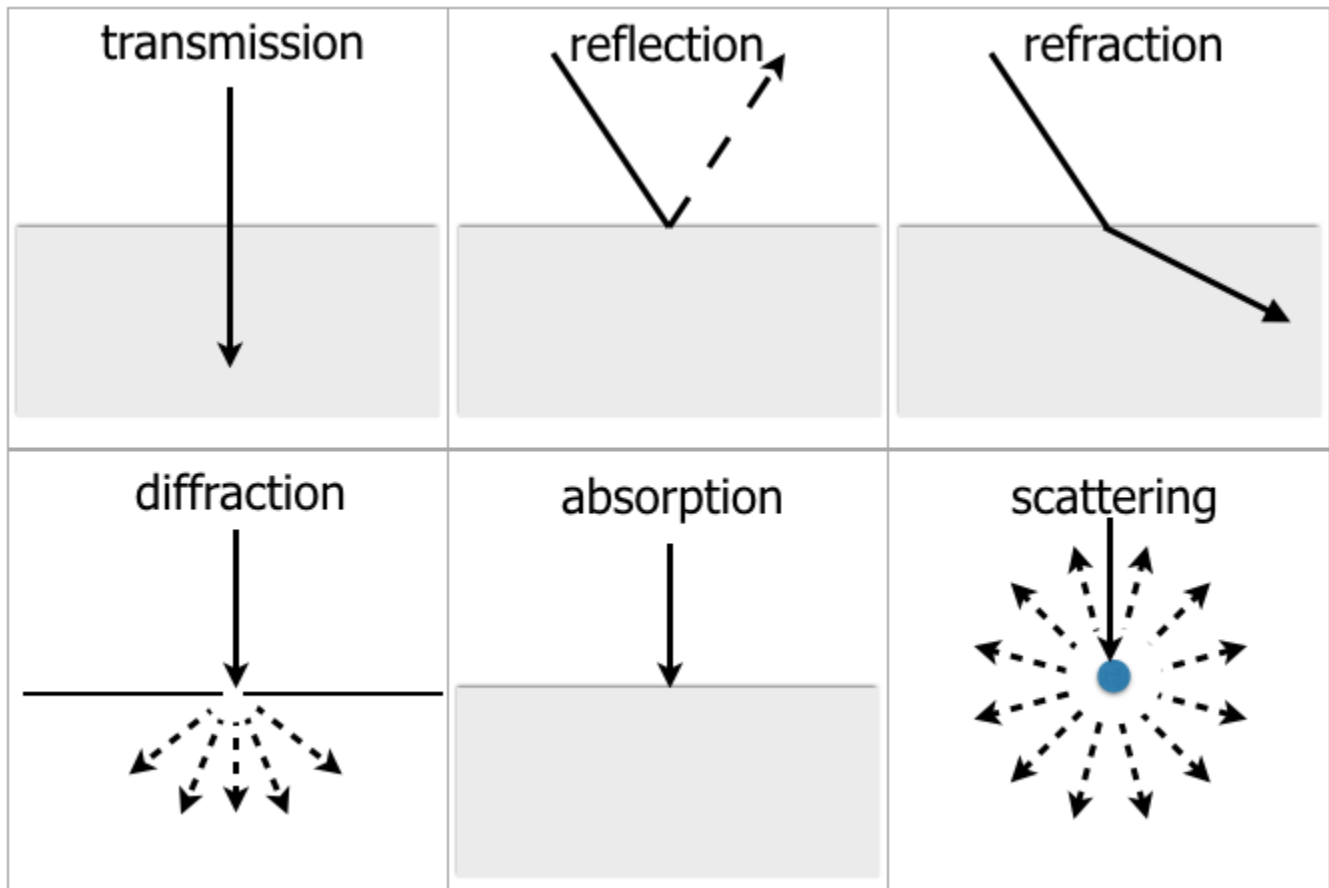 transmission
reflection
refraction
diffraction
absorption
scattering